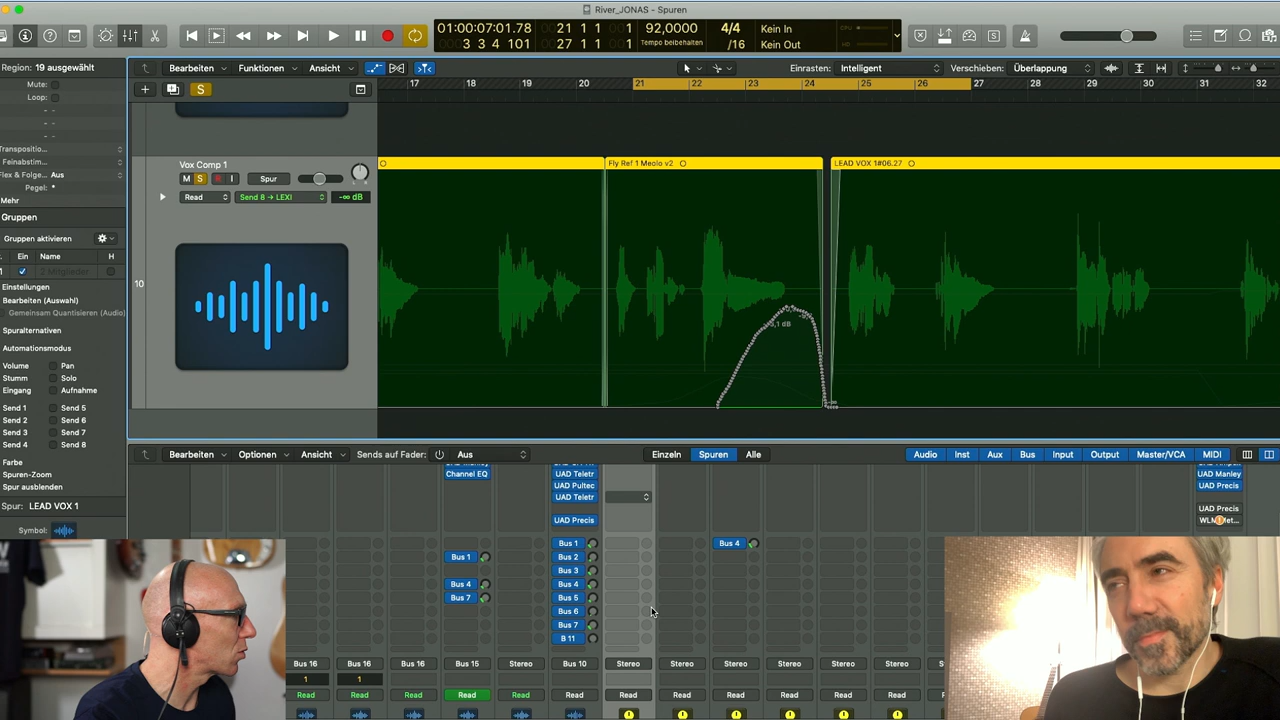 River_JONAS - Spuren
01:00:07:01.78
3 3 4 101
21 1 1 1
27 1 1 1
92,0000
Tempo beibehalten
4/4
/16
Kein In
Kein Out
Region: 19 ausgewählt
Mute:
Loop:
Transpositio...
Feinabstim...
Flex & Folge... Aus
Pegel:
Mehr
Gruppen
Gruppen aktivieren
Ein Name H
1 2 Mitglieder
Einstellungen
Bearbeiten (Auswahl)
Gemeinsam Quantisieren (Audio)
Spuralternativen
Automationsmodus
Volume Pan
Stumm Solo
Eingang Aufnahme
Send 1 Send 5
Send 2 Send 6
Send 3 Send 7
Send 4 Send 8
Farbe
Spuren-Zoom
Spur ausblenden
Spur: LEAD VOX 1
Symbol:
Bearbeiten Funktionen Ansicht
Einrasten: Intelligent
Verschieben: Überlappung
S
17 18 19 20 21 22 23 24 25 26 27 28 29 30 31 32
Vox Comp 1
M S R I Spur
Read Send 8 → LEXI -∞ dB
10
Fly Ref 1 Meolo v2
LEAD VOX 1#06.27
Bearbeiten Optionen Ansicht Sends auf Fader: Aus
Einzeln Spuren Alle
Audio Inst Aux Bus Input Output Master/VCA MIDI
Channel EQ
UAD Teletr
UAD Pultec
UAD Teletr
UAD Precis
UAD Manley
UAD Precis
UAD Precis
Bus 1
Bus 4
Bus 7
Bus 1
Bus 2
Bus 3
Bus 4
Bus 5
Bus 6
Bus 7
B 11
Bus 4
Bus 16 Bus 16 Bus 16 Bus 15 Stereo Bus 10 Stereo Stereo Stereo Stereo Stereo Stereo
1 1
Read Read Read Read Read Read Read Read Read Read Read Read